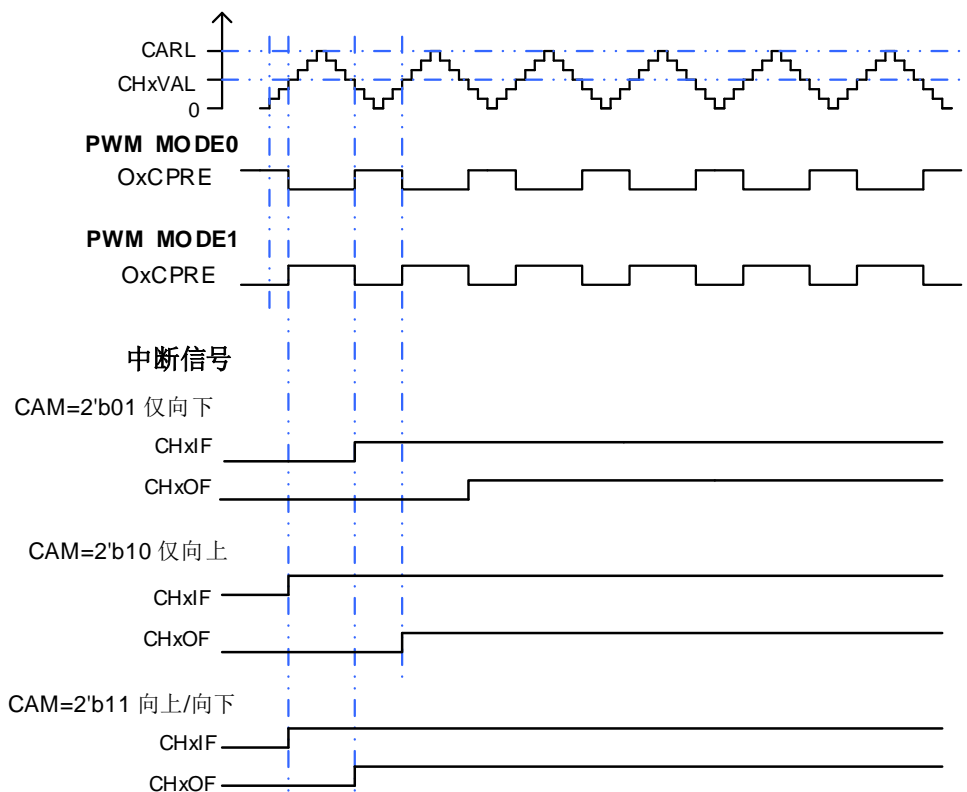 CARL
CHxVAL
0
PWM MODE0
OxCPRE
PWM MODE1
OxCPRE
中断信号
CAM=2'b01 仅向下
CHxIF
CHxOF
CAM=2'b10 仅向上
CHxIF
CHxOF
CAM=2'b11 向上/向下
CHxIF
CHxOF